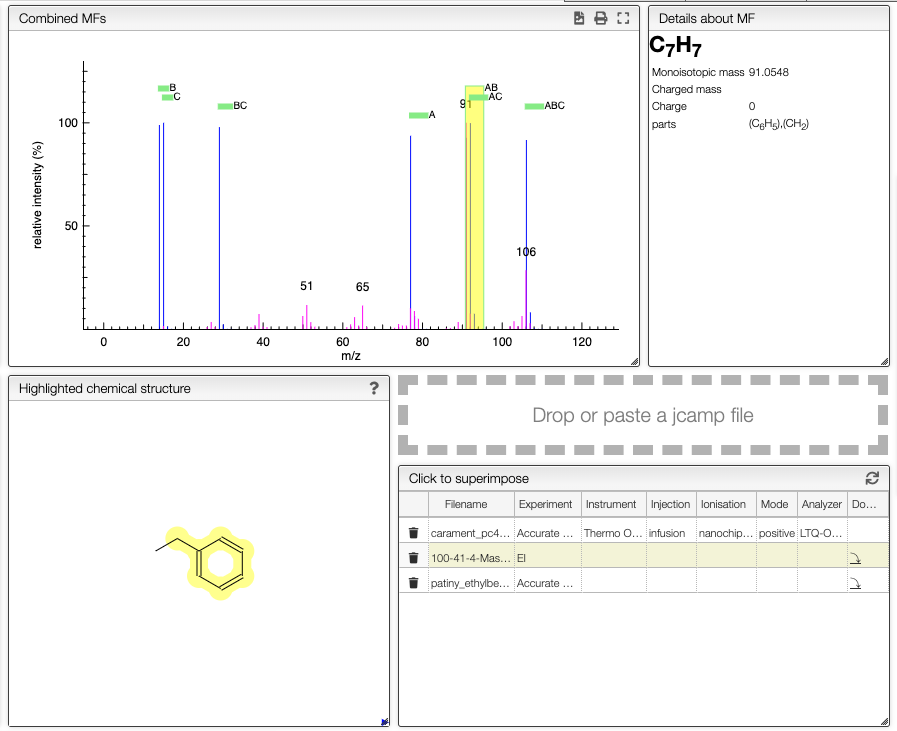 Combined MFs
B
C
BC
A
AB
AC
ABC
91
100
50
106
51
65
relative intensity (%)
0 20 40 60 80 100 120
m/z
Details about MF
C7H7
Monoisotopic mass 91.0548
Charged mass
Charge 0
parts (C6H5),(CH2)
Highlighted chemical structure ?
Drop or paste a jcamp file
Click to superimpose
Filename Experiment Instrument Injection Ionisation Mode Analyzer Do...
carament_pc4... Accurate ... Thermo O... infusion nanochip... positive LTQ-O...
100-41-4-Mas... EI
patiny_ethylbe... Accurate ...